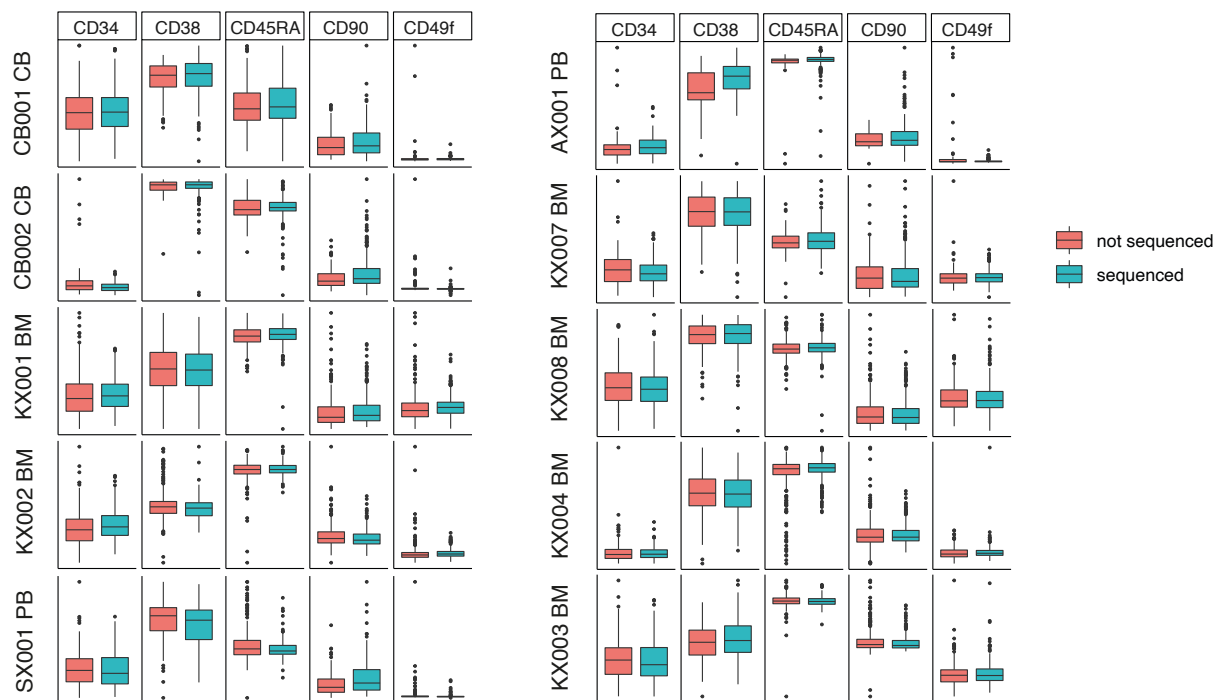 CD34 CD38 CD45RA CD90 CD49f
CB001 CB
CB002 CB
KX001 BM
KX002 BM
SX001 PB
CD34 CD38 CD45RA CD90 CD49f
AX001 PB
KX007 BM
KX008 BM
KX004 BM
KX003 BM
not sequenced
sequenced